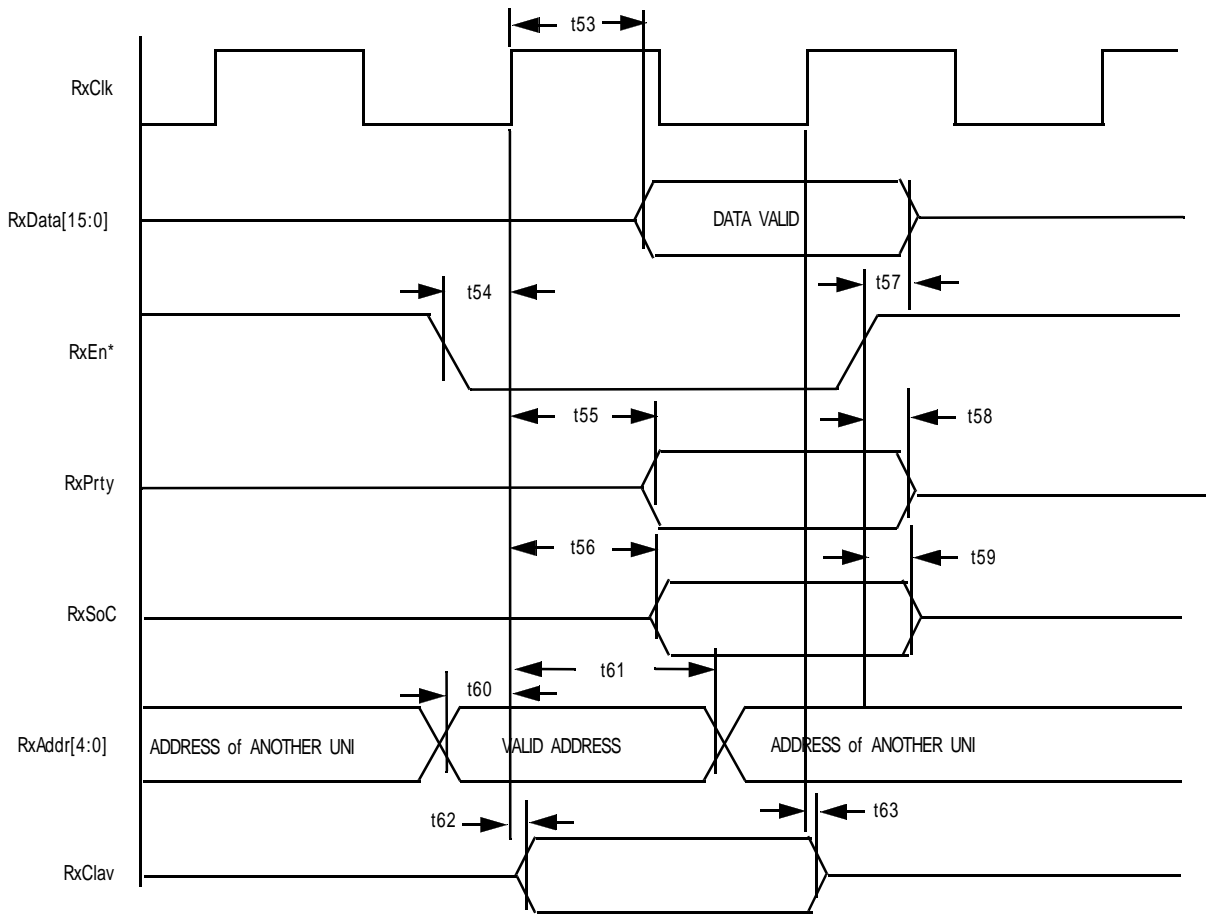 t53
RxClk
RxData[15:0]
DATA VALID
t54
t57
RxEn*
t55
t58
RxPrty
t56
t59
RxSoC
t61
t60
RxAddr[4:0]
ADDRESS of ANOTHER UNI
VALID ADDRESS
ADDRESS of ANOTHER UNI
t62
t63
RxClav